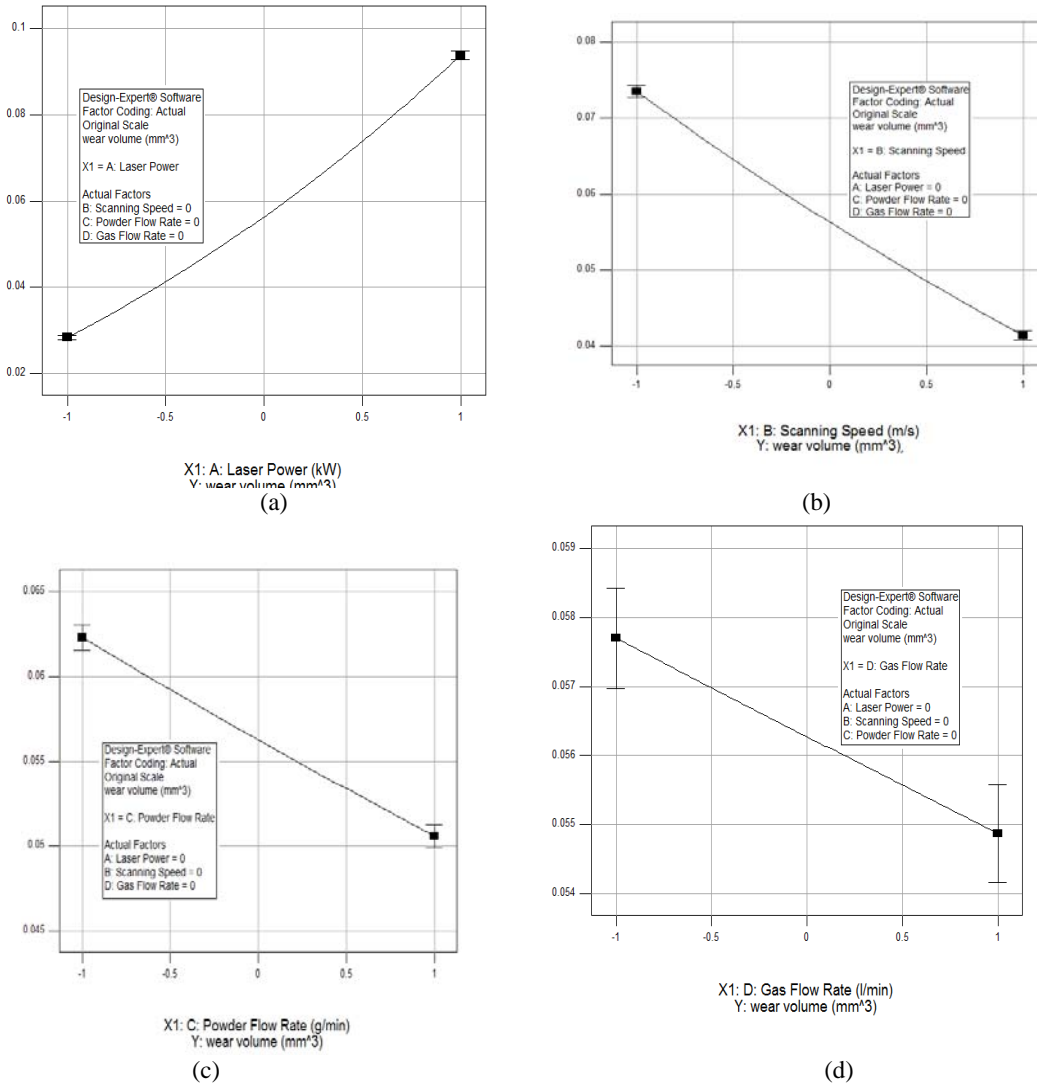 0.1
0.08
0.06
0.04
0.02
Design-Expert® Software
Factor Coding: Actual
Original Scale
wear volume (mm^3)
X1 = A: Laser Power
Actual Factors
B: Scanning Speed = 0
C: Powder Flow Rate = 0
D: Gas Flow Rate = 0
-1
-0.5
0
0.5
1
X1: A: Laser Power (kW)
Y: wear volume (mm^3)
(a)
0.08
0.07
0.06
0.05
0.04
Design-Expert® Software
Factor Coding: Actual
Original Scale
wear volume (mm^3)
X1 = B: Scanning Speed
Actual Factors
A: Laser Power = 0
C: Powder Flow Rate = 0
D: Gas Flow Rate = 0
-1
-0.5
0
0.5
1
X1: B: Scanning Speed (m/s)
Y: wear volume (mm^3),
(b)
0.065
0.06
0.055
0.05
0.045
Design-Expert® Software
Factor Coding: Actual
Original Scale
wear volume (mm^3)
X1 = C: Powder Flow Rate
Actual Factors
A: Laser Power = 0
B: Scanning Speed = 0
D: Gas Flow Rate = 0
-1
-0.5
0
0.5
1
X1: C: Powder Flow Rate (g/min)
Y: wear volume (mm^3)
(c)
0.059
0.058
0.057
0.056
0.055
0.054
Design-Expert® Software
Factor Coding: Actual
Original Scale
wear volume (mm^3)
X1 = D: Gas Flow Rate
Actual Factors
A: Laser Power = 0
B: Scanning Speed = 0
C: Powder Flow Rate = 0
-1
-0.5
0
0.5
1
X1: D: Gas Flow Rate (l/min)
Y: wear volume (mm^3)
(d)